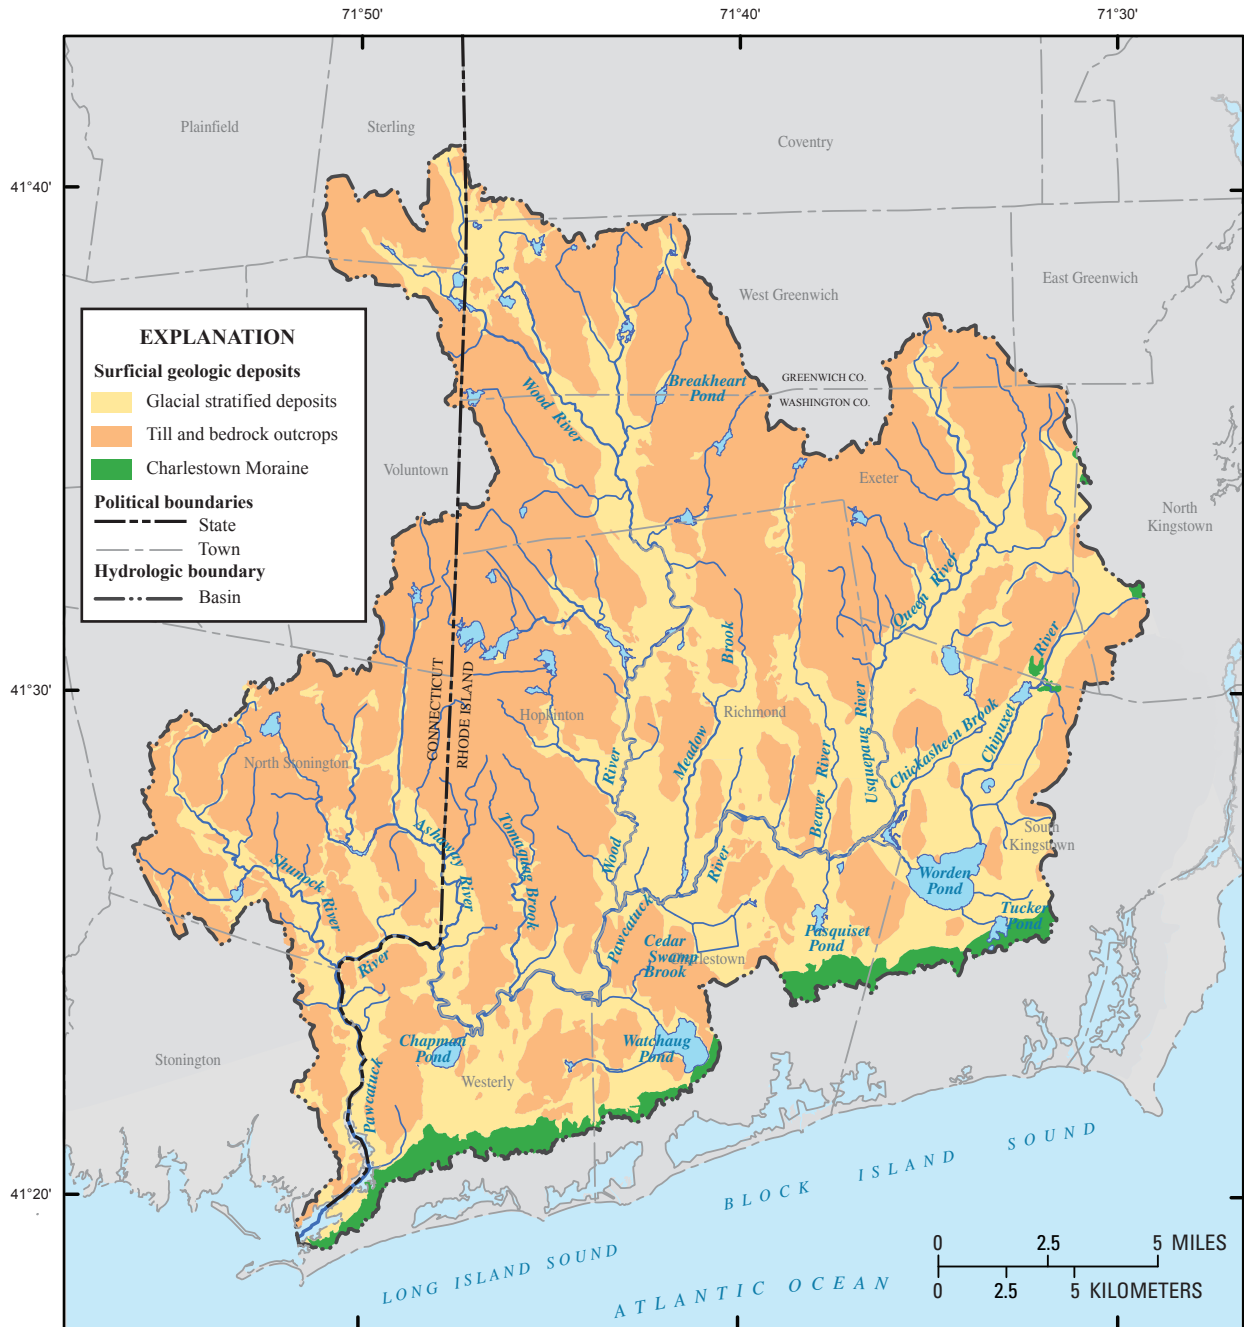 71°50'
71°40'
71°30'
Plainfield
Sterling
Coventry
41°40'
41°40'
East Greenwich
West Greenwich
EXPLANATION
Surficial geologic deposits
Glacial stratified deposits
Till and bedrock outcrops
Charlestown Moraine
Political boundaries
State
Town
Hydrologic boundary
Basin
GREENWICH CO.
WASHINGTON CO.
Breakheart
Pond
Wood River
Voluntown
Exeter
North
Kingstown
Queen River
Brook
River
41°30'
CONNECTICUT
RHODE ISLAND
Hopkinton
Richmond
Usquepaug River
Chickasheen Brook
Chipuxet
North Stonington
River
Meadow
Beaver River
Ashawity River
Tomaquag Brook
Wood
River
South
Kingstown
Shunock River
Worden
Pond
Tucker
Pond
Pawcatuck
Pasquiset
Pond
Cedar
Swamp
Brook
Charlestown
River
Chapman
Pond
Watchaug
Pond
Stonington
Westerly
Pawcatuck
41°20'
BLOCK ISLAND SOUND
LONG ISLAND SOUND
ATLANTIC OCEAN
0 2.5 5 MILES
0 2.5 5 KILOMETERS